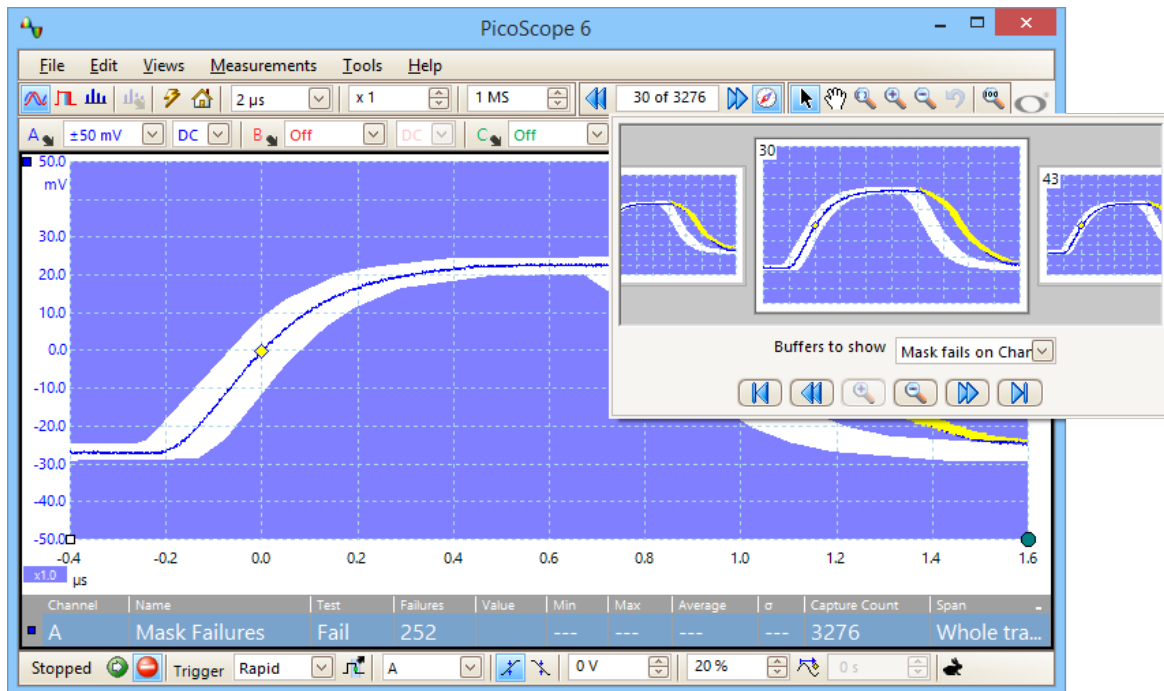 PicoScope 6
File Edit Views Measurements Tools Help
2 µs x 1 1 MS 30 of 3276
A ±50 mV DC B Off DC C Off
30
43
Buffers to show Mask fails on Chan
50.0
mV
30.0
20.0
10.0
0.0
-10.0
-20.0
-30.0
-40.0
-50.0
-0.4 -0.2 0.0 0.2 0.4 0.6 0.8 1.0 1.2 1.4 1.6
x1.0 µs
Channel Name Test Failures Value Min Max Average σ Capture Count Span
A Mask Failures Fail 252 --- --- --- --- 3276 Whole tra...
Stopped Trigger Rapid A 0 V 20 % 0 s